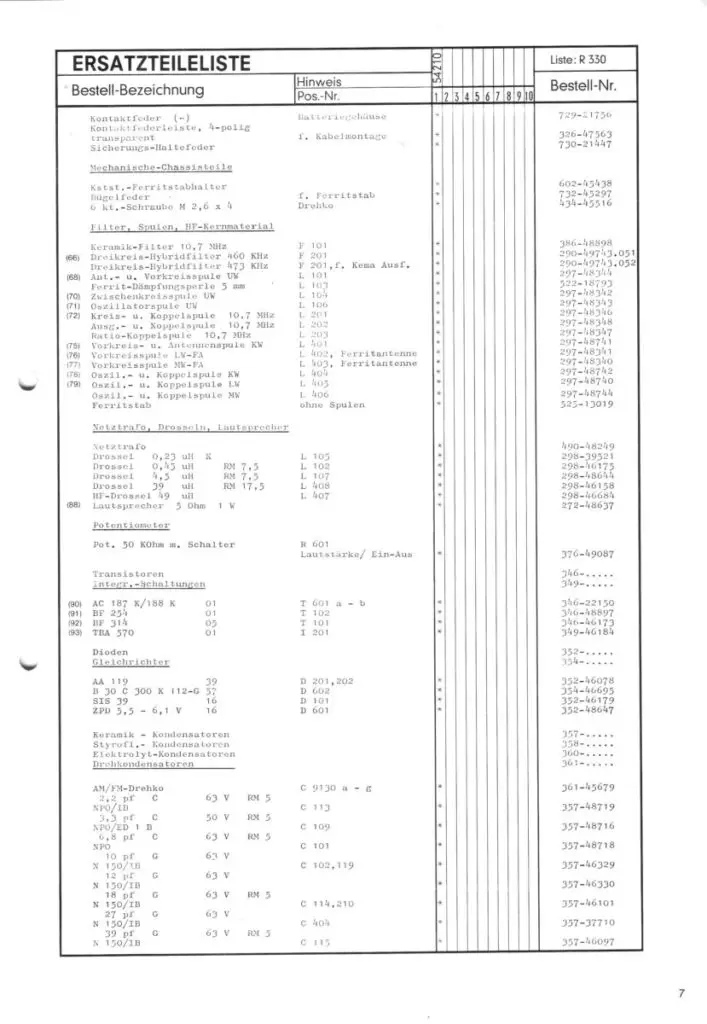 ERSATZTEILELISTE 54210 Liste: R 330
Bestell-Bezeichnung Hinweis Bestell-Nr.
Pos.-Nr. 1 2 3 4 5 6 7 8 9 10
Kontaktfeder (-) Batteriegehäuse * 729-21756
Kontaktfederleiste, 4-polig
transparent f. Kabelmontage * 326-47563
Sicherungs-Haltefeder * 730-21447
Mechanische-Chassisteile
Kstst.-Ferritstabhalter * 602-45438
Bügelfeder f. Ferritstab * 732-45297
6 kt.-Schraube M 2,6 x 4 Drehko * 434-45516
Filter, Spulen, HF-Kernmaterial
Keramik-Filter 10,7 MHz F 101 * 386-48898
(66) Dreikreis-Hybridfilter 460 KHz F 201 * 290-49743.051
Dreikreis-Hybridfilter 473 KHz F 201,f. Kema Ausf. * 290-49743.052
(68) Ant.- u. Vorkreisspule UW L 101 * 297-48344
Ferrit-Dämpfungsperle 5 mm L 103 * 522-18793
(70) Zwischenkreisspule UW L 104 * 297-48342
(71) Oszillatorspule UW L 106 * 297-48343
(72) Kreis- u. Koppelspule 10,7 MHz L 201 * 297-48346
Ausg.- u. Koppelspule 10,7 MHz L 202 * 297-48348
Ratio-Koppelspule 10,7 MHz L 203 * 297-48347
(75) Vorkreis- u. Antennenspule KW L 401 * 297-48741
(76) Vorkreisspule LW-FA L 402, Ferritantenne * 297-48341
(77) Vorkreisspule MW-FA L 403, Ferritantenne * 297-48340
(78) Oszil.- u. Koppelspule KW L 404 * 297-48742
(79) Oszil.- u. Koppelspule LW L 405 * 297-48740
Oszil.- u. Koppelspule MW L 406 * 297-48744
Ferritstab ohne Spulen * 525-13019
Netztrafo, Drosseln, Lautsprecher
Netztrafo * 490-48249
Drossel 0,23 uH K L 105 * 298-39521
Drossel 0,45 uH RM 7,5 L 102 * 298-46175
Drossel 4,5 uH RM 7,5 L 107 * 298-48644
Drossel 39 uH RM 17,5 L 408 * 298-46158
HF-Drossel 49 uH L 407 * 298-46684
(88) Lautsprecher 5 Ohm 1 W * 272-48637
Potentiometer
Pot. 50 KOhm m. Schalter R 601
Lautstärke/ Ein-Aus * 376-49087
Transistoren 346-.....
Integr.-Schaltungen 349-.....
(90) AC 187 K/188 K 01 T 601 a - b * 346-22150
(91) BF 254 01 T 102 * 346-48897
(92) BF 314 05 T 101 * 346-46173
(93) TBA 570 01 I 201 * 349-46184
Dioden 352-.....
Gleichrichter 354-.....
AA 119 39 D 201,202 * 352-46078
B 30 C 300 K 112-G 57 D 602 * 354-46695
SIS 39 16 D 101 * 352-46179
ZPD 5,5 - 6,1 V 16 D 601 * 352-48647
Keramik - Kondensatoren 357-.....
Styrofl.- Kondensatoren 358-.....
Elektrolyt-Kondensatoren 360-.....
Drehkondensatoren 361-.....
AM/FM-Drehko C 9130 a - g * 361-45679
2,2 pf C 63 V RM 5
NPO/IB C 113 * 357-48719
3,3 pf C 50 V RM 5
NPO/ED 1 B C 109 * 357-48716
6,8 pf C 63 V RM 5
NPO C 101 * 357-48718
10 pf G 63 V
N 150/IB C 102,119 * 357-46329
12 pf G 63 V
N 150/IB * 357-46330
18 pf G 63 V RM 5
N 150/IB C 114,210 * 357-46101
27 pf G 63 V
N 150/IB C 404 * 357-37710
39 pf G 63 V RM 5
N 150/IB C 115 * 357-46097
7